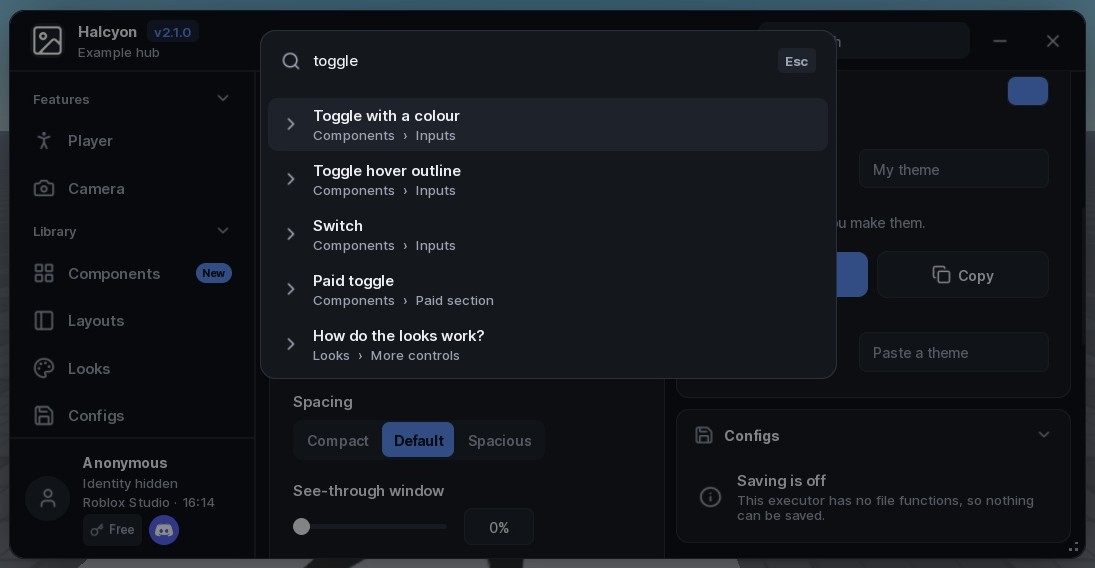 Halcyon v2.1.0
Example hub
toggle
Esc
Features
Player
Camera
Library
Components New
Layouts
Looks
Configs
Anonymous
Identity hidden
Roblox Studio · 16:14
Free
Toggle with a colour
Components › Inputs
Toggle hover outline
Components › Inputs
Switch
Components › Inputs
Paid toggle
Components › Paid section
How do the looks work?
Looks › More controls
Spacing
Compact Default Spacious
See-through window
0%
My theme
make them.
Copy
Paste a theme
Configs
Saving is off
This executor has no file functions, so nothing
can be saved.